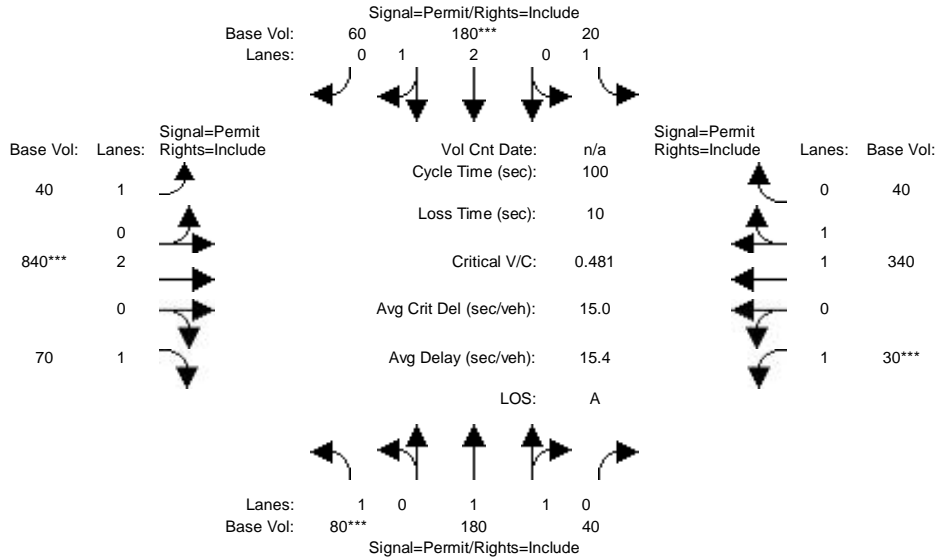 Signal=Permit/Rights=Include
Base Vol: 60 180*** 20
Lanes: 0 1 2 0 1
Signal=Permit
Base Vol: Lanes: Rights=Include
Vol Cnt Date: n/a
Signal=Permit
Rights=Include Lanes: Base Vol:
Cycle Time (sec): 100
40 1
0 40
Loss Time (sec): 10
0
1
840*** 2
Critical V/C: 0.481
1 340
0
Avg Crit Del (sec/veh): 15.0
0
70 1
Avg Delay (sec/veh): 15.4
1 30***
LOS: A
Lanes: 1 0 1 1 0
Base Vol: 80*** 180 40
Signal=Permit/Rights=Include